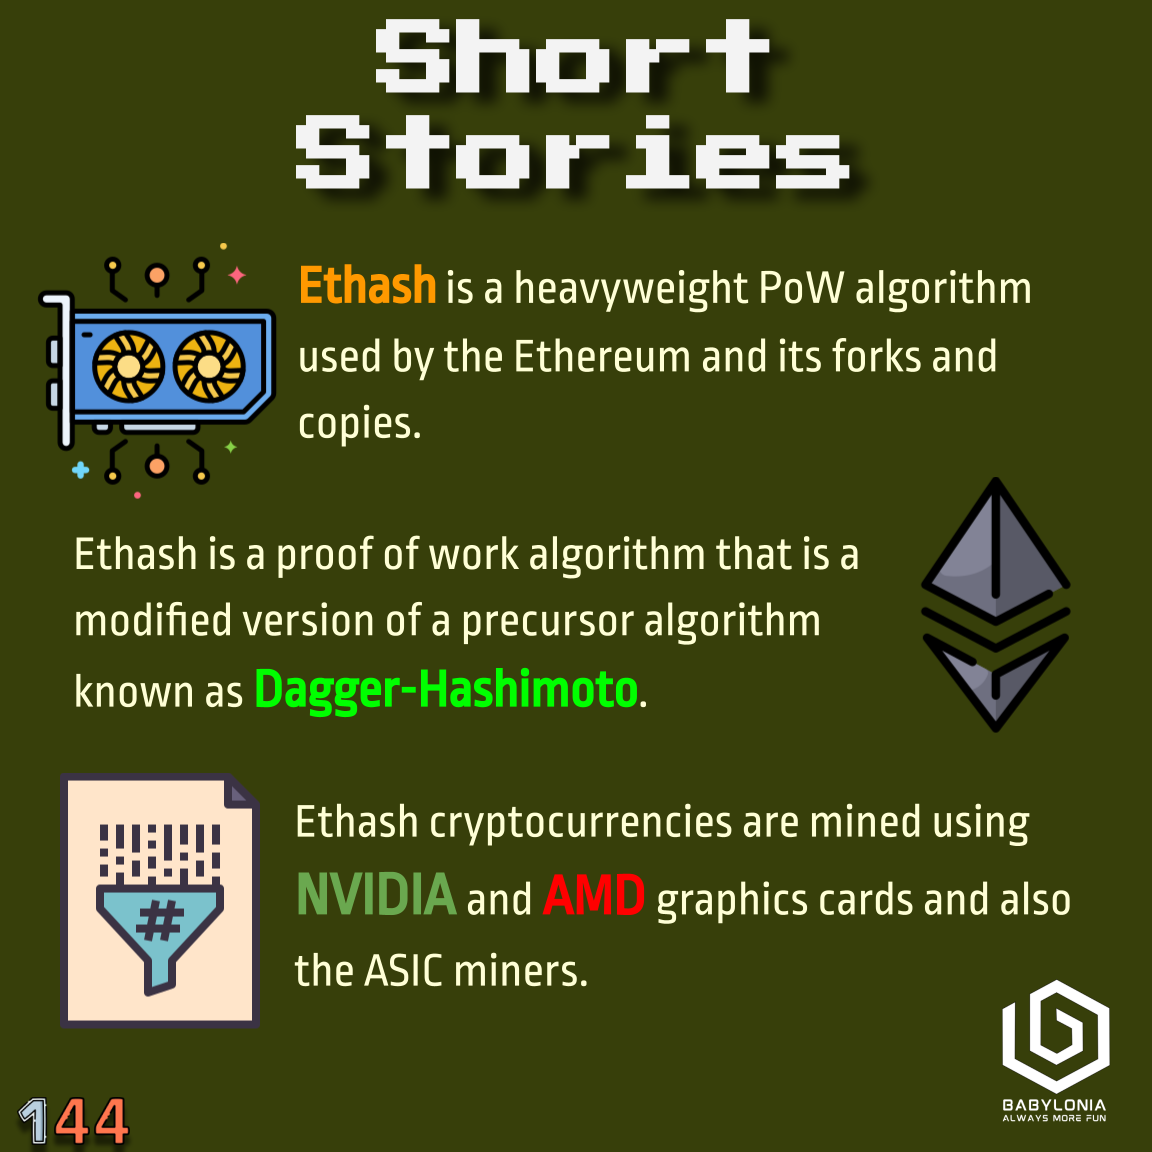 Short
Stories
Ethash is a heavyweight PoW algorithm
used by the Ethereum and its forks and
copies.
Ethash is a proof of work algorithm that is a
modified version of a precursor algorithm
known as Dagger-Hashimoto.
#
Ethash cryptocurrencies are mined using
NVIDIA and AMD graphics cards and also
the ASIC miners.
BABYLONIA
ALWAYS MORE FUN
144